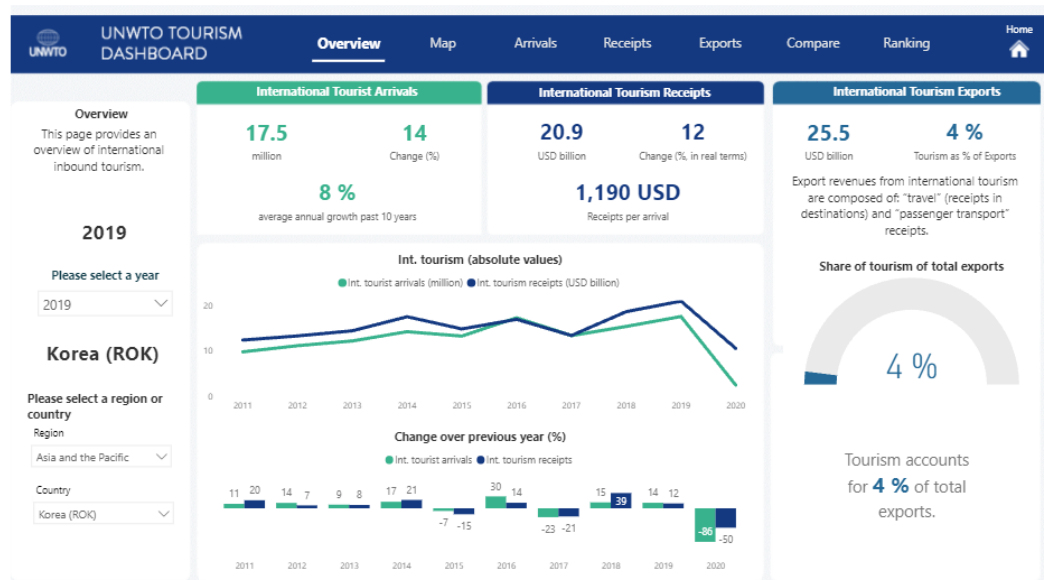 UNWTO
UNWTO TOURISM
DASHBOARD
Overview
Map
Arrivals
Receipts
Exports
Compare
Ranking
Home
Overview
This page provides an
overview of international
inbound tourism.
2019
Please select a year
2019
Korea (ROK)
Please select a region or
country
Region
Asia and the Pacific
Country
Korea (ROK)
International Tourist Arrivals
17.5
million
14
Change (%)
8 %
average annual growth past 10 years
International Tourism Receipts
20.9
USD billion
12
Change (%, in real terms)
1,190 USD
Receipts per arrival
Int. tourism (absolute values)
Int. tourist arrivals (million) Int. tourism receipts (USD billion)
20
10
0
2011 2012 2013 2014 2015 2016 2017 2018 2019 2020
Change over previous year (%)
Int. tourist arrivals Int. tourism receipts
11 20 14 7 9 8 17 21 -7 -15 30 14 -23 -21 15 39 14 12 -86 -50
2011 2012 2013 2014 2015 2016 2017 2018 2019 2020
International Tourism Exports
25.5
USD billion
4 %
Tourism as % of Exports
Export revenues from international tourism
are composed of: “travel” (receipts in
destinations) and “passenger transport”
receipts.
Share of tourism of total exports
4 %
Tourism accounts
for 4 % of total
exports.